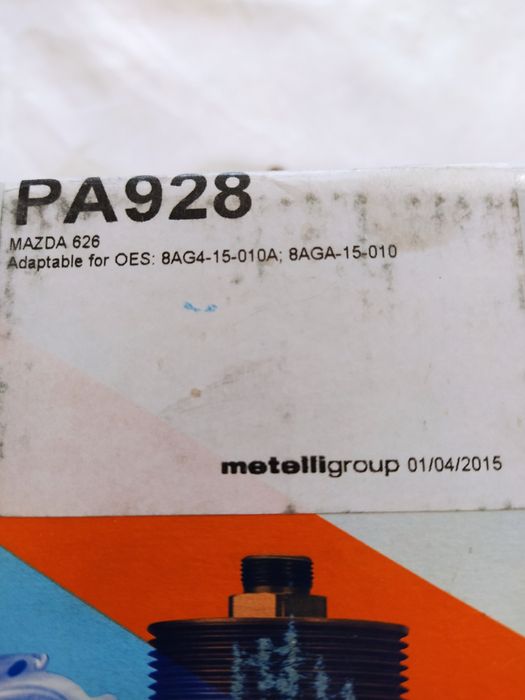 PA928
MAZDA 626
Adaptable for OES: 8AG4-15-010A; 8AGA-15-010
metelligroup 01/04/2015